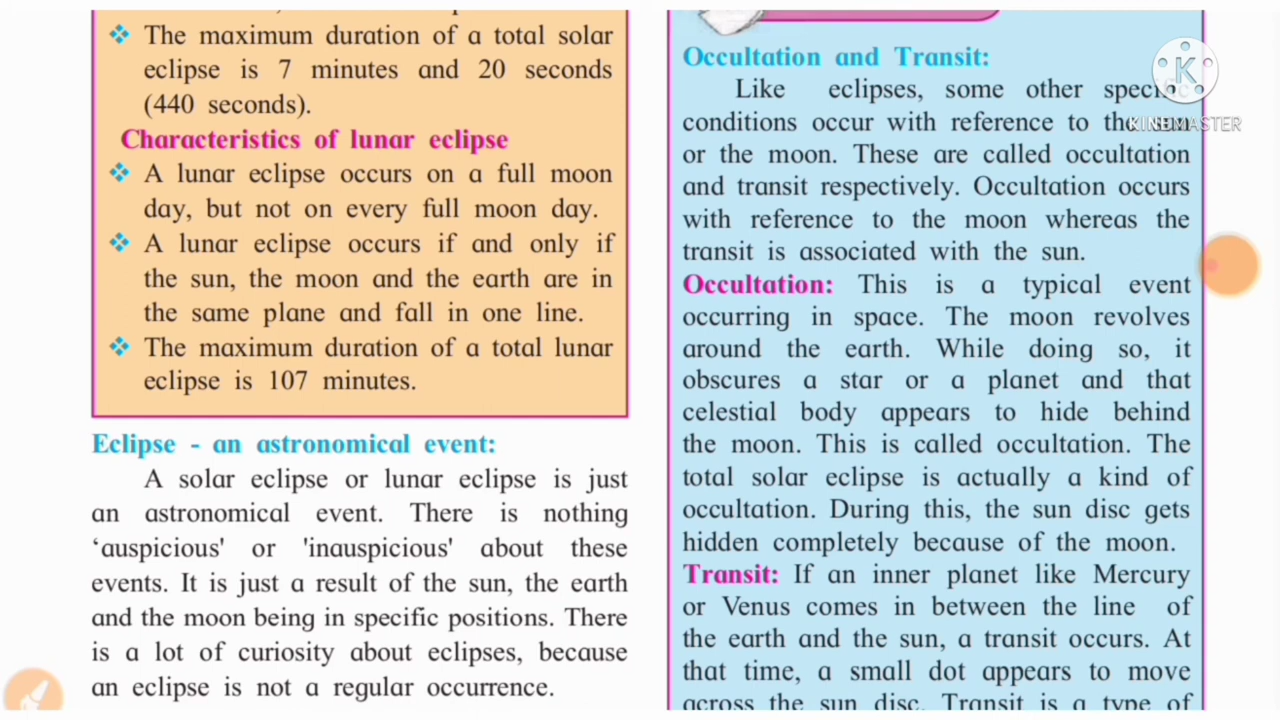 ❖ The maximum duration of a total solar
eclipse is 7 minutes and 20 seconds
(440 seconds).
Characteristics of lunar eclipse
❖ A lunar eclipse occurs on a full moon
day, but not on every full moon day.
❖ A lunar eclipse occurs if and only if
the sun, the moon and the earth are in
the same plane and fall in one line.
❖ The maximum duration of a total lunar
eclipse is 107 minutes.
Eclipse - an astronomical event:
A solar eclipse or lunar eclipse is just
an astronomical event. There is nothing
‘auspicious' or 'inauspicious' about these
events. It is just a result of the sun, the earth
and the moon being in specific positions. There
is a lot of curiosity about eclipses, because
an eclipse is not a regular occurrence.
Occultation and Transit:
Like eclipses, some other specific
conditions occur with reference to the sun
or the moon. These are called occultation
and transit respectively. Occultation occurs
with reference to the moon whereas the
transit is associated with the sun.
Occultation: This is a typical event
occurring in space. The moon revolves
around the earth. While doing so, it
obscures a star or a planet and that
celestial body appears to hide behind
the moon. This is called occultation. The
total solar eclipse is actually a kind of
occultation. During this, the sun disc gets
hidden completely because of the moon.
Transit: If an inner planet like Mercury
or Venus comes in between the line of
the earth and the sun, a transit occurs. At
that time, a small dot appears to move
across the sun disc. Transit is a type of
K
KINEMASTER